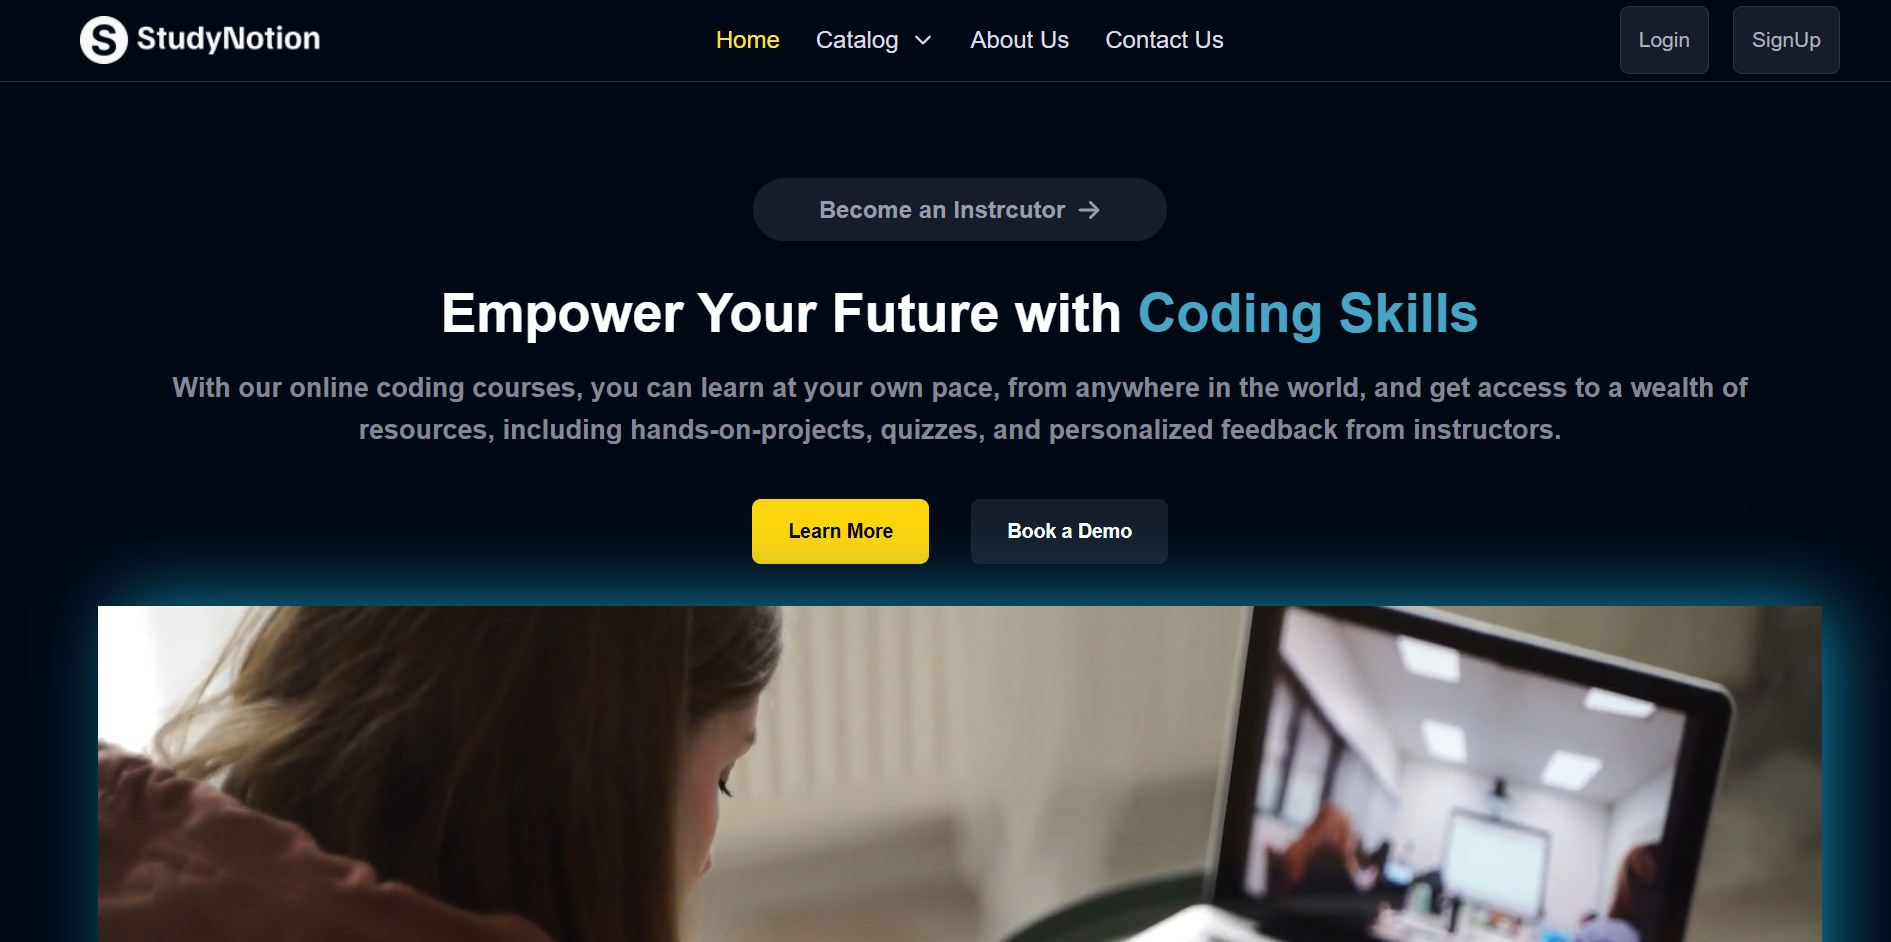 StudyNotion
Home Catalog About Us Contact Us
Login SignUp
Become an Instrcutor →
Empower Your Future with Coding Skills
With our online coding courses, you can learn at your own pace, from anywhere in the world, and get access to a wealth of
resources, including hands-on-projects, quizzes, and personalized feedback from instructors.
Learn More Book a Demo